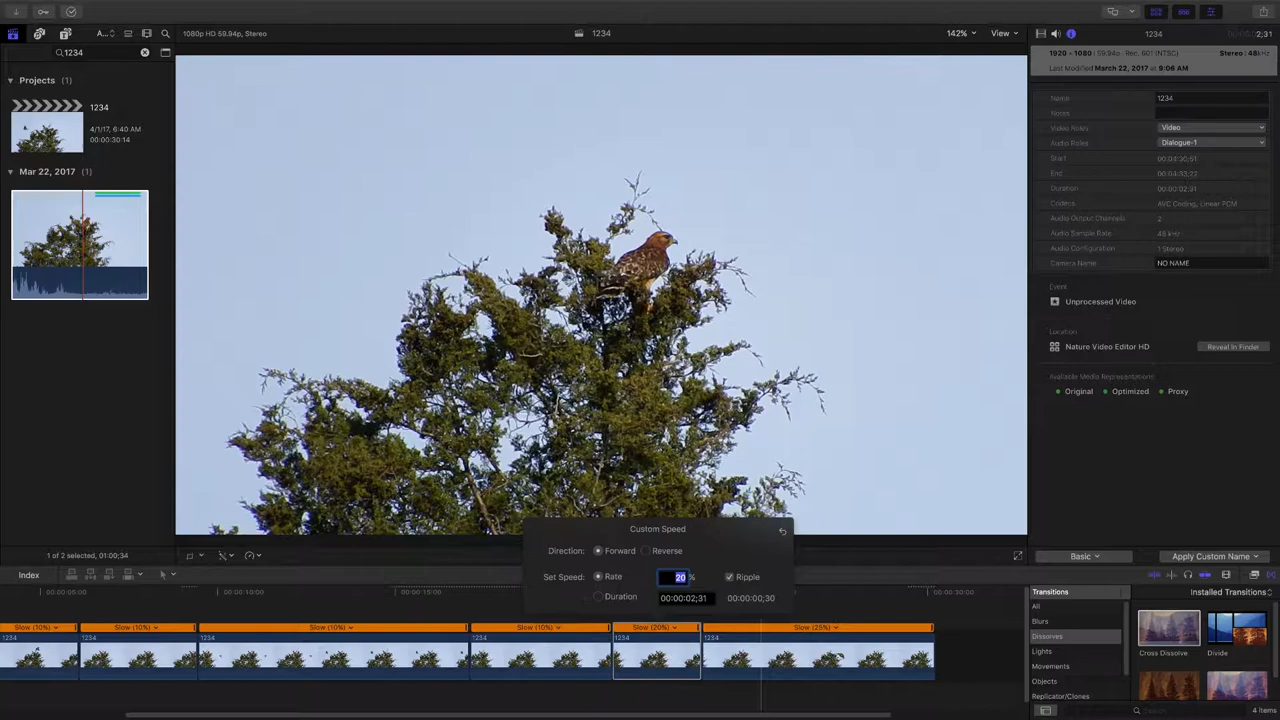 1080p HD 59.94p, Stereo
1234
142%
View
1234
2;31
A...
1234
1920 × 1080
59.94p
Rec. 601 (NTSC)
Stereo
48kHz
Last Modified March 22, 2017 at 9:06 AM
Projects (1)
1234
4/1/17, 6:40 AM
00:00:30:14
Mar 22, 2017 (1)
Name
1234
Notes
Video Roles
Video
Audio Roles
Dialogue-1
Start
00:04:30;51
End
00:04:33;22
Duration
00:00:02;31
Codecs
AVC Coding, Linear PCM
Audio Output Channels
2
Audio Sample Rate
48 kHz
Audio Configuration
1 Stereo
Camera Name
NO NAME
Event
Unprocessed Video
Location
Nature Video Editor HD
Reveal In Finder
Available Media Representations
Original
Optimized
Proxy
Custom Speed
Direction:
Forward
Reverse
Set Speed:
Rate
20 %
Ripple
Duration
00:00:02;31
00:00:00;30
1 of 2 selected, 01:00;34
Basic
Apply Custom Name
Index
00:00:05:00
00:00:10:00
00:00:15:00
00:00:30:00
Slow (10%)
Slow (10%)
Slow (10%)
Slow (10%)
Slow (20%)
Slow (25%)
1234
1234
1234
1234
1234
Transitions
Installed Transitions
All
Blurs
Dissolves
Lights
Movements
Objects
Replicator/Clones
Cross Dissolve
Divide
Search
4 items